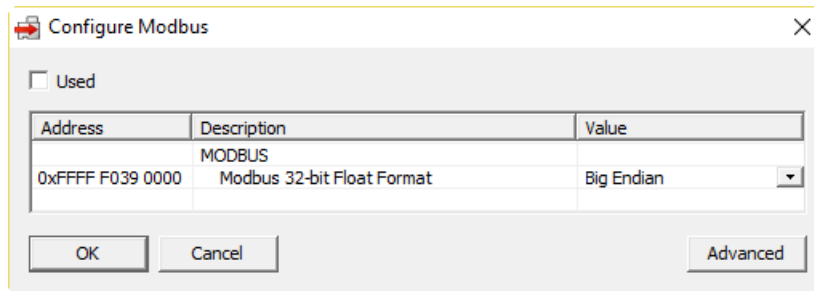 Configure Modbus
Used
Address Description Value
MODBUS
0xFFFF F039 0000 Modbus 32-bit Float Format Big Endian
OK Cancel Advanced